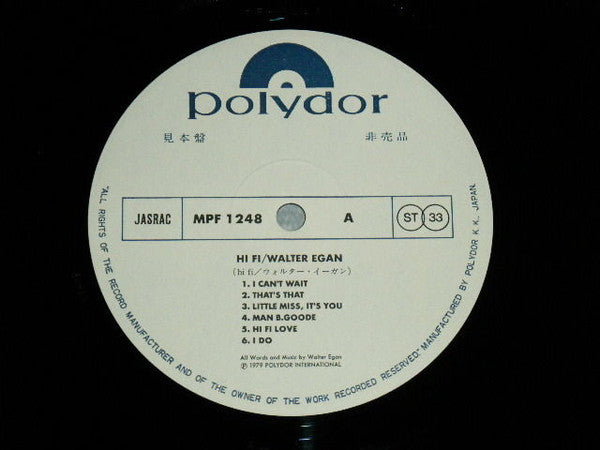 polydor
見本盤 非売品
JASRAC MPF 1248 A ST 33
HI FI/WALTER EGAN
(hi fi/ウォルター・イーガン)
1. I CAN'T WAIT
2. THAT'S THAT
3. LITTLE MISS, IT'S YOU
4. MAN B.GOODE
5. HI FI LOVE
6. I DO
All Words and Music by Walter Egan
Ⓟ 1979 POLYDOR INTERNATIONAL
"ALL RIGHTS OF THE RECORD MANUFACTURER AND OF THE OWNER OF THE WORK RECORDED RESERVED" MANUFACTURED BY POLYDOR K.K., JAPAN.